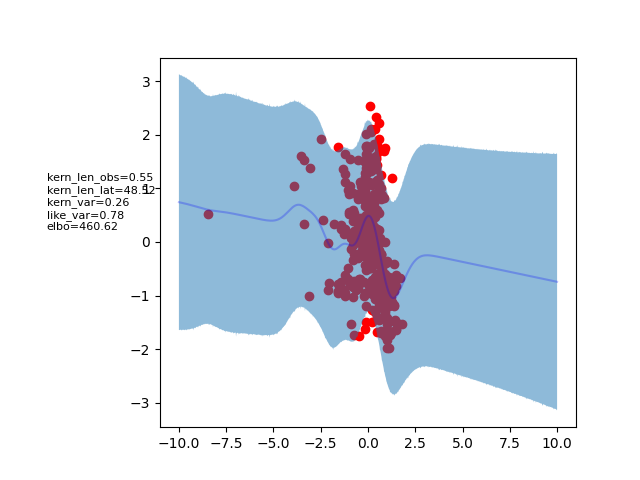 3
2
kern_len_obs=0.55
kern_len_lat=48.52
1
kern_var=0.26
like_var=0.78
elbo=460.62
0
−1
−2
−3
−10.0 −7.5 −5.0 −2.5 0.0 2.5 5.0 7.5 10.0